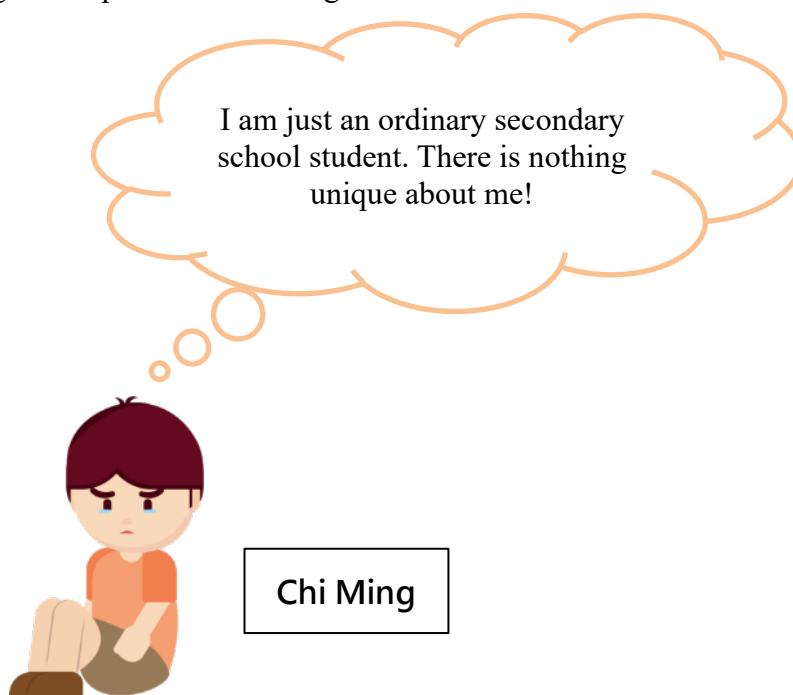 I am just an ordinary secondary
school student. There is nothing
unique about me!
Chi Ming